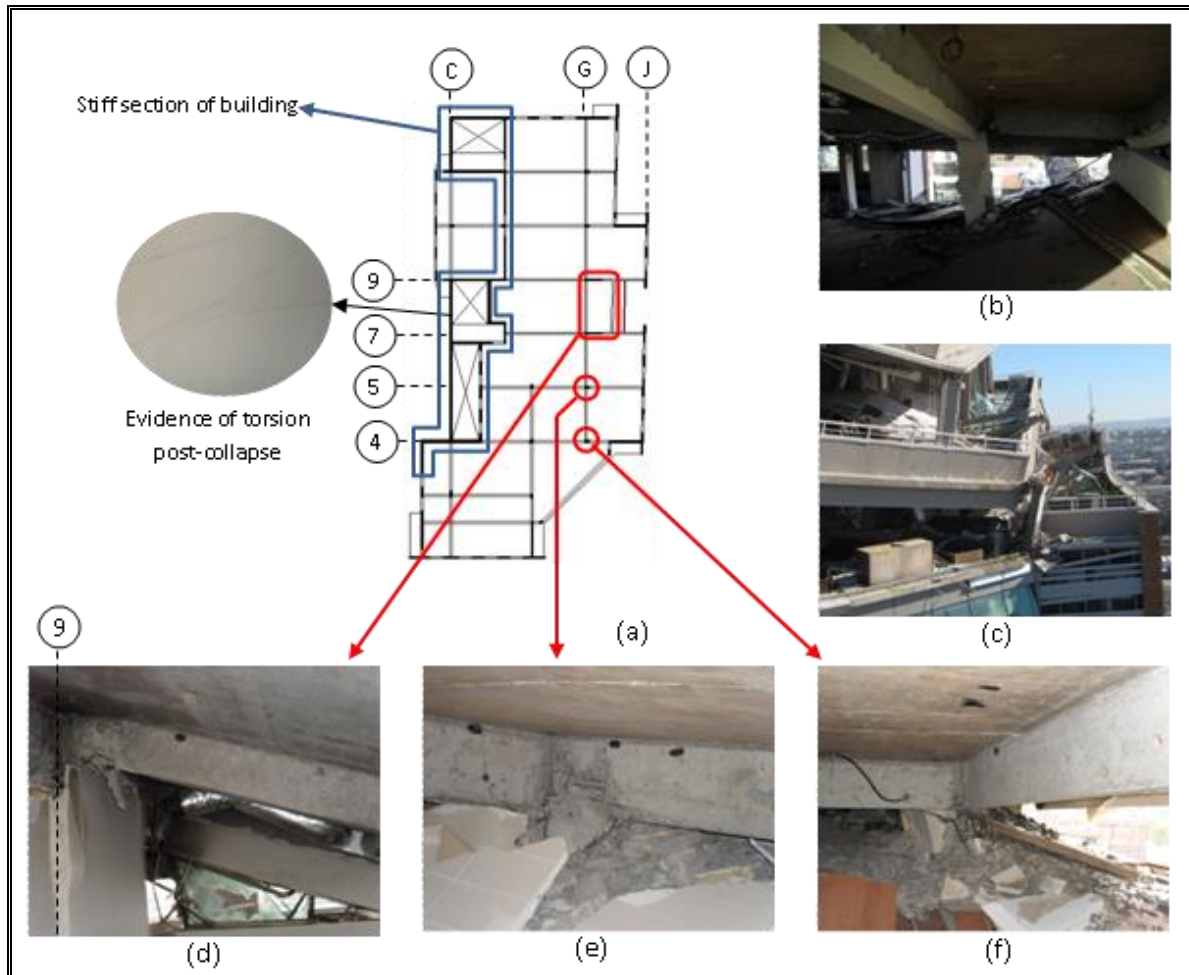 C
G
J
Stiff section of building
9
7
5
4
Evidence of torsion
post-collapse
(a)
(b)
(c)
9
(d)
(e)
(f)